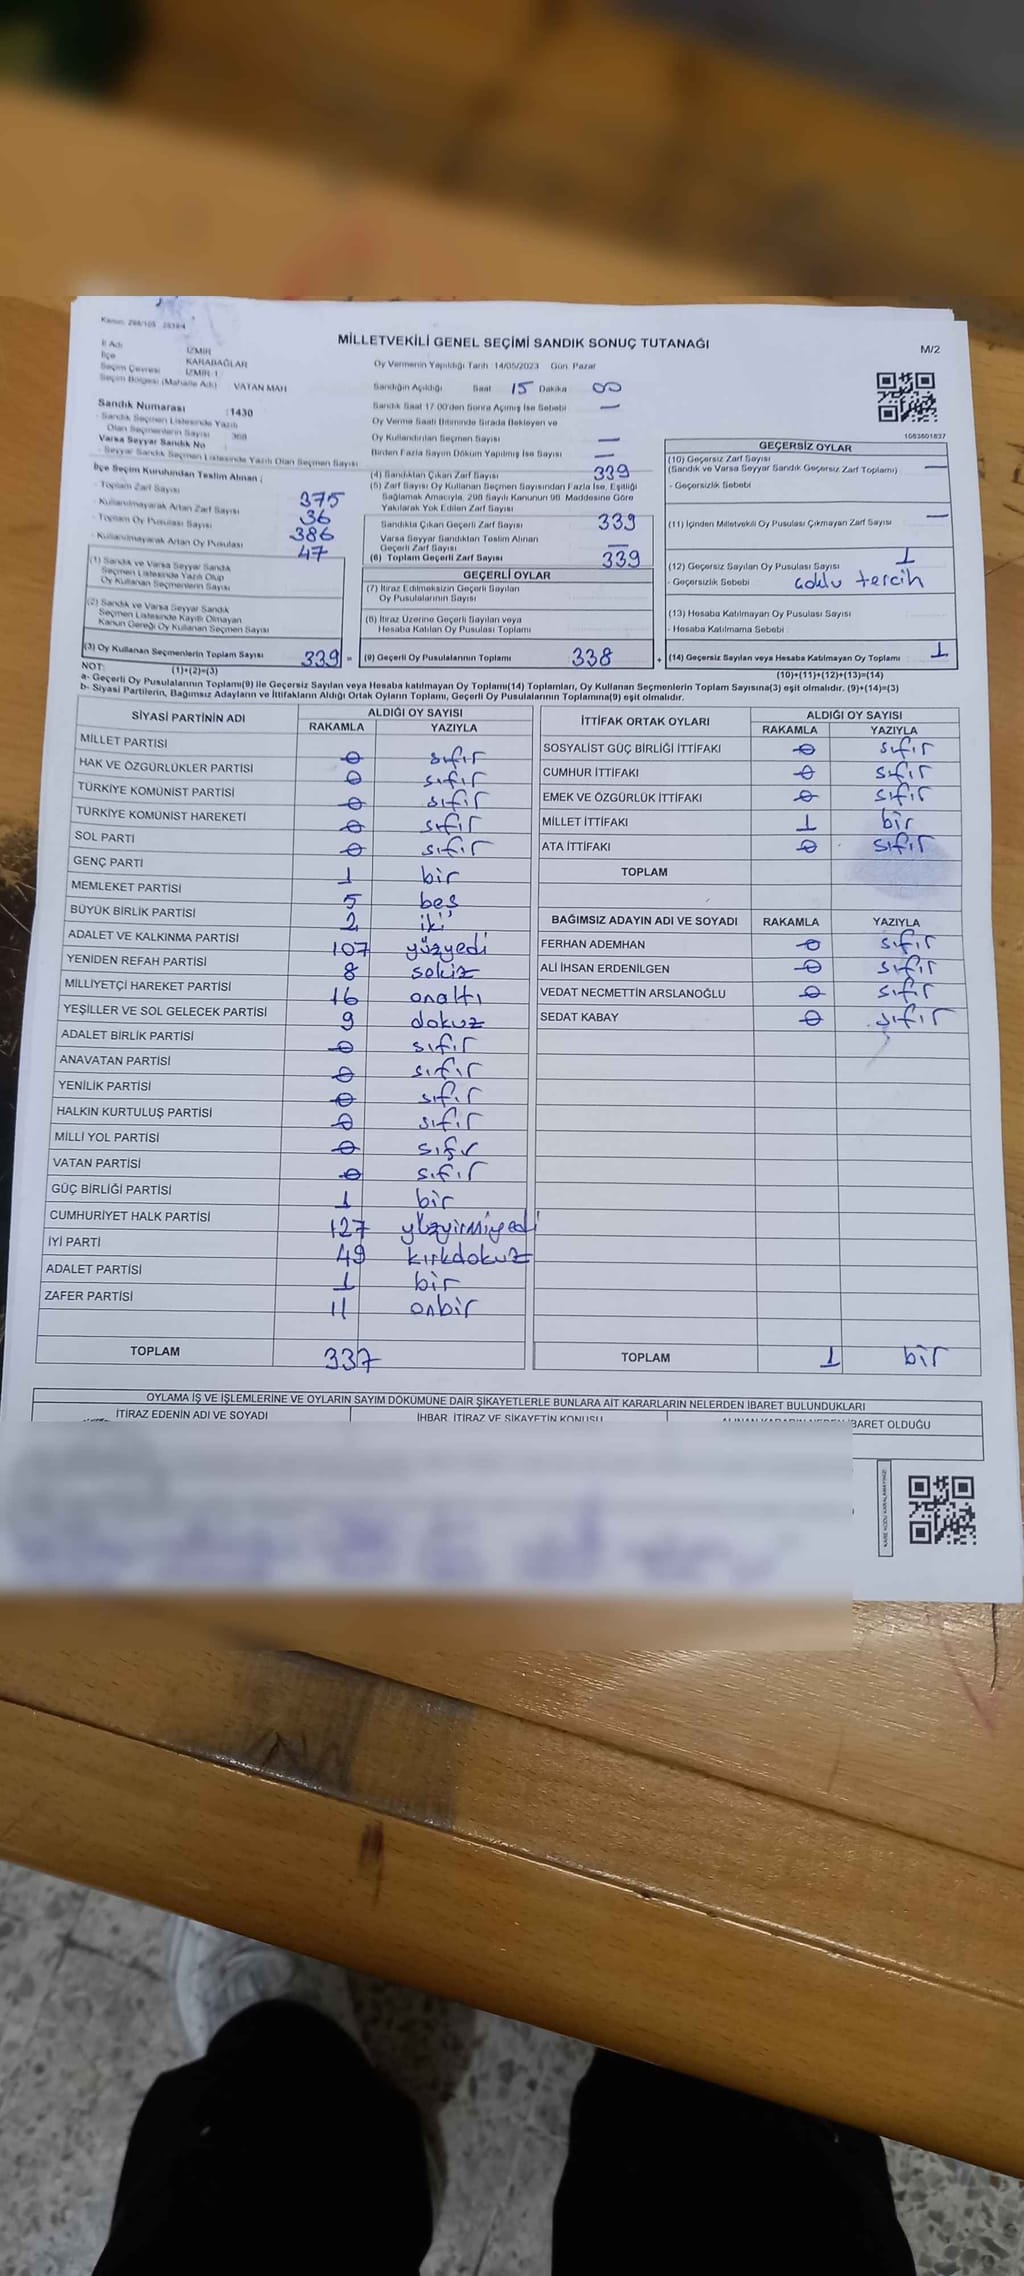 Kanun: 298/105 2839/4
MİLLETVEKİLİ GENEL SEÇİMİ SANDIK SONUÇ TUTANAĞI
M/2
İl Adı İZMİR
İlçe KARABAĞLAR
Seçim Çevresi İZMİR-1
Seçim Bölgesi (Mahalle Adı) VATAN MAH
Sandık Numarası :1430
- Sandık Seçmen Listesinde Yazılı
Olan Seçmenlerin Sayısı 368
Varsa Seyyar Sandık No
- Seyyar Sandık Seçmen Listesinde Yazılı Olan Seçmen Sayısı
Oy Vermenin Yapıldığı Tarih :14/05/2023 Gün: Pazar
Sandığın Açıldığı Saat 15 Dakika 00
Sandık Saat 17:00'den Sonra Açılmış İse Sebebi —
Oy Verme Saati Bitiminde Sırada Bekleyen ve
Oy Kullandırılan Seçmen Sayısı —
Birden Fazla Sayım Döküm Yapılmış İse Sayısı —
1083601837
İlçe Seçim Kurulundan Teslim Alınan ;
- Toplam Zarf Sayısı 375
- Kullanılmayarak Artan Zarf Sayısı 36
- Toplam Oy Pusulası Sayısı 386
- Kullanılmayarak Artan Oy Pusulası 47
(1) Sandık ve Varsa Seyyar Sandık
Seçmen Listesinde Yazılı Olup
Oy Kullanan Seçmenlerin Sayısı
(2) Sandık ve Varsa Seyyar Sandık
Seçmen Listesinde Kayıtlı Olmayan
Kanun Gereği Oy Kullanan Seçmen Sayısı
(3) Oy Kullanan Seçmenlerin Toplam Sayısı 339 =
(4) Sandıktan Çıkan Zarf Sayısı 339
(5) Zarf Sayısı Oy Kullanan Seçmen Sayısından Fazla İse, Eşitliği
Sağlamak Amacıyla, 298 Sayılı Kanunun 98. Maddesine Göre
Yakılarak Yok Edilen Zarf Sayısı
Sandıkta Çıkan Geçerli Zarf Sayısı 339
Varsa Seyyar Sandıktan Teslim Alınan
Geçerli Zarf Sayısı —
(6) Toplam Geçerli Zarf Sayısı 339
GEÇERLİ OYLAR
(7) İtiraz Edilmeksizin Geçerli Sayılan
Oy Pusulalarının Sayısı
(8) İtiraz Üzerine Geçerli Sayılan veya
Hesaba Katılan Oy Pusulası Toplamı
(9) Geçerli Oy Pusulalarının Toplamı 338 +
GEÇERSİZ OYLAR
(10) Geçersiz Zarf Sayısı
(Sandık ve Varsa Seyyar Sandık Geçersiz Zarf Toplamı) —
- Geçersizlik Sebebi
(11) İçinden Milletvekili Oy Pusulası Çıkmayan Zarf Sayısı —
(12) Geçersiz Sayılan Oy Pusulası Sayısı 1
- Geçersizlik Sebebi çoklu tercih
(13) Hesaba Katılmayan Oy Pusulası Sayısı
- Hesaba Katılmama Sebebi
(14) Geçersiz Sayılan veya Hesaba Katılmayan Oy Toplamı 1
NOT: (1)+(2)=(3)
(10)+(11)+(12)+(13)=(14)
a- Geçerli Oy Pusulalarının Toplamı(9) ile Geçersiz Sayılan veya Hesaba katılmayan Oy Toplamı(14) Toplamları, Oy Kullanan Seçmenlerin Toplam Sayısına(3) eşit olmalıdır. (9)+(14)=(3)
b- Siyasi Partilerin, Bağımsız Adayların ve İttifakların Aldığı Ortak Oyların Toplamı, Geçerli Oy Pusulalarının Toplamına(9) eşit olmalıdır.
SİYASİ PARTİNİN ADI ALDIĞI OY SAYISI
RAKAMLA YAZIYLA
MİLLET PARTİSİ 0 sıfır
HAK VE ÖZGÜRLÜKLER PARTİSİ 0 sıfır
TÜRKİYE KOMÜNİST PARTİSİ 0 sıfır
TÜRKİYE KOMÜNİST HAREKETİ 0 sıfır
SOL PARTİ 0 sıfır
GENÇ PARTİ 1 bir
MEMLEKET PARTİSİ 5 beş
BÜYÜK BİRLİK PARTİSİ 2 iki
ADALET VE KALKINMA PARTİSİ 107 yüzyedi
YENİDEN REFAH PARTİSİ 8 sekiz
MİLLİYETÇİ HAREKET PARTİSİ 16 onaltı
YEŞİLLER VE SOL GELECEK PARTİSİ 9 dokuz
ADALET BİRLİK PARTİSİ 0 sıfır
ANAVATAN PARTİSİ 0 sıfır
YENİLİK PARTİSİ 0 sıfır
HALKIN KURTULUŞ PARTİSİ 0 sıfır
MİLLİ YOL PARTİSİ 0 sıfır
VATAN PARTİSİ 0 sıfır
GÜÇ BİRLİĞİ PARTİSİ 1 bir
CUMHURİYET HALK PARTİSİ 127 yüzyirmiyedi
İYİ PARTİ 49 kırkdokuz
ADALET PARTİSİ 1 bir
ZAFER PARTİSİ 11 onbir
TOPLAM 337
İTTİFAK ORTAK OYLARI ALDIĞI OY SAYISI
RAKAMLA YAZIYLA
SOSYALİST GÜÇ BİRLİĞİ İTTİFAKI 0 sıfır
CUMHUR İTTİFAKI 0 sıfır
EMEK VE ÖZGÜRLÜK İTTİFAKI 0 sıfır
MİLLET İTTİFAKI 1 bir
ATA İTTİFAKI 0 sıfır
TOPLAM
BAĞIMSIZ ADAYIN ADI VE SOYADI RAKAMLA YAZIYLA
FERHAN ADEMHAN 0 sıfır
ALİ İHSAN ERDENİLGEN 0 sıfır
VEDAT NECMETTİN ARSLANOĞLU 0 sıfır
SEDAT KABAY 0 sıfır
TOPLAM 1 bir
OYLAMA İŞ VE İŞLEMLERİNE VE OYLARIN SAYIM DÖKÜMÜNE DAİR ŞİKAYETLERLE BUNLARA AİT KARARLARIN NELERDEN İBARET BULUNDUKLARI
İTİRAZ EDENİN ADI VE SOYADI İHBAR, İTİRAZ VE ŞİKAYETİN KONUSU ALINAN KARARIN NEDEN İBARET OLDUĞU
KARE KODU KARALAMAYINIZ!